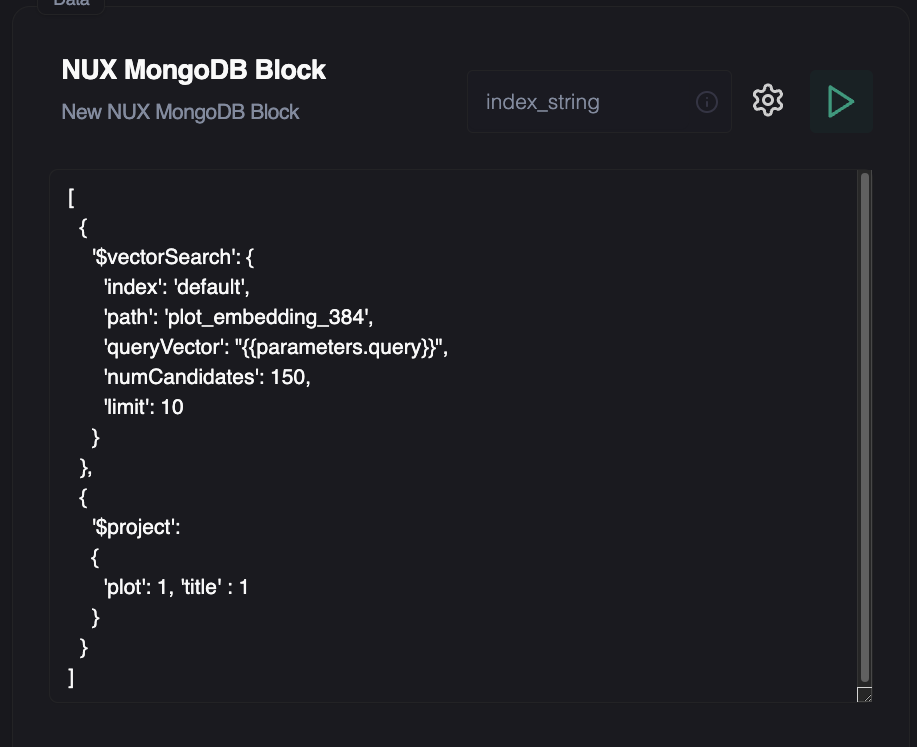 Data
NUX MongoDB Block
New NUX MongoDB Block
index_string
[
{
'$vectorSearch': {
'index': 'default',
'path': 'plot_embedding_384',
'queryVector': "{{parameters.query}}",
'numCandidates': 150,
'limit': 10
}
},
{
'$project':
{
'plot': 1, 'title' : 1
}
}
]